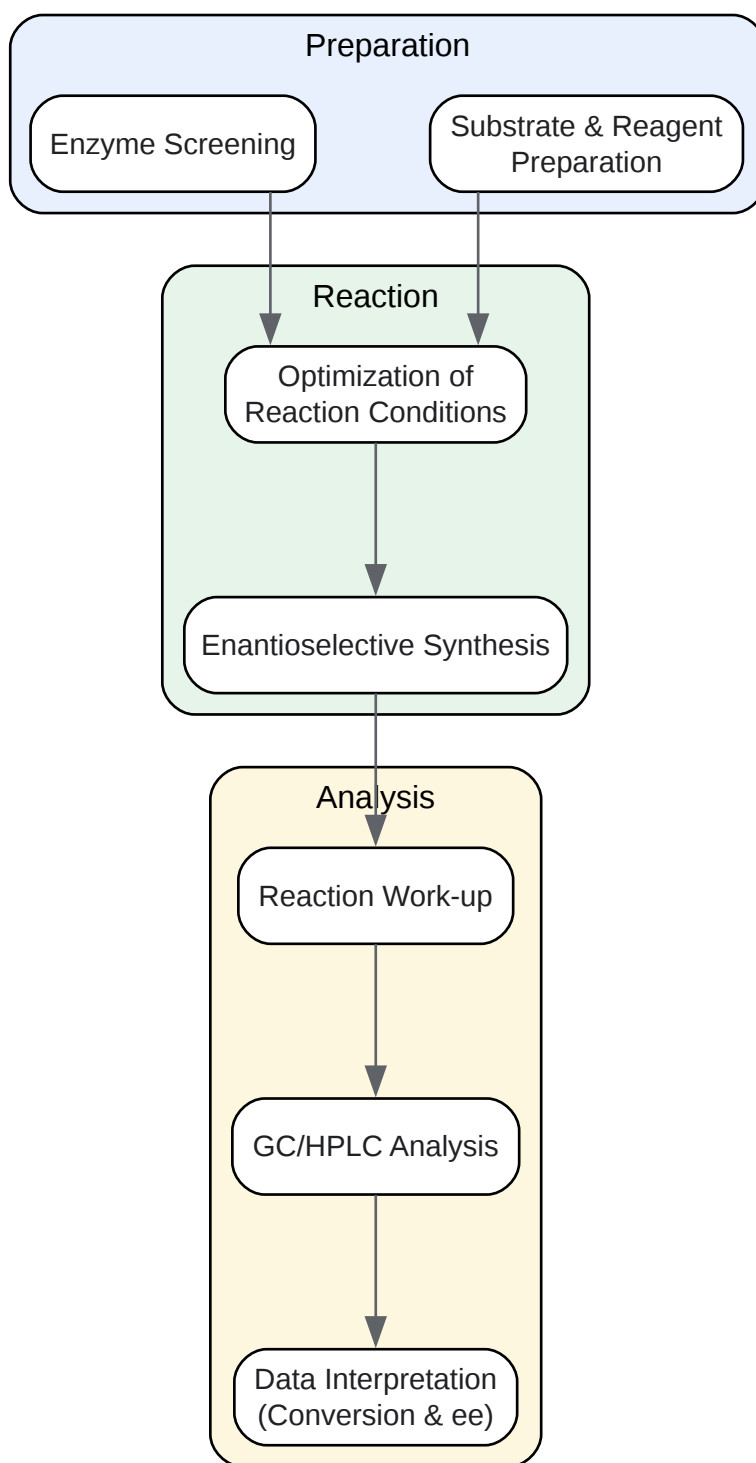 Preparation
Enzyme Screening
Substrate & Reagent
Preparation
Reaction
Optimization of
Reaction Conditions
Enantioselective Synthesis
Analysis
Reaction Work-up
GC/HPLC Analysis
Data Interpretation
(Conversion & ee)